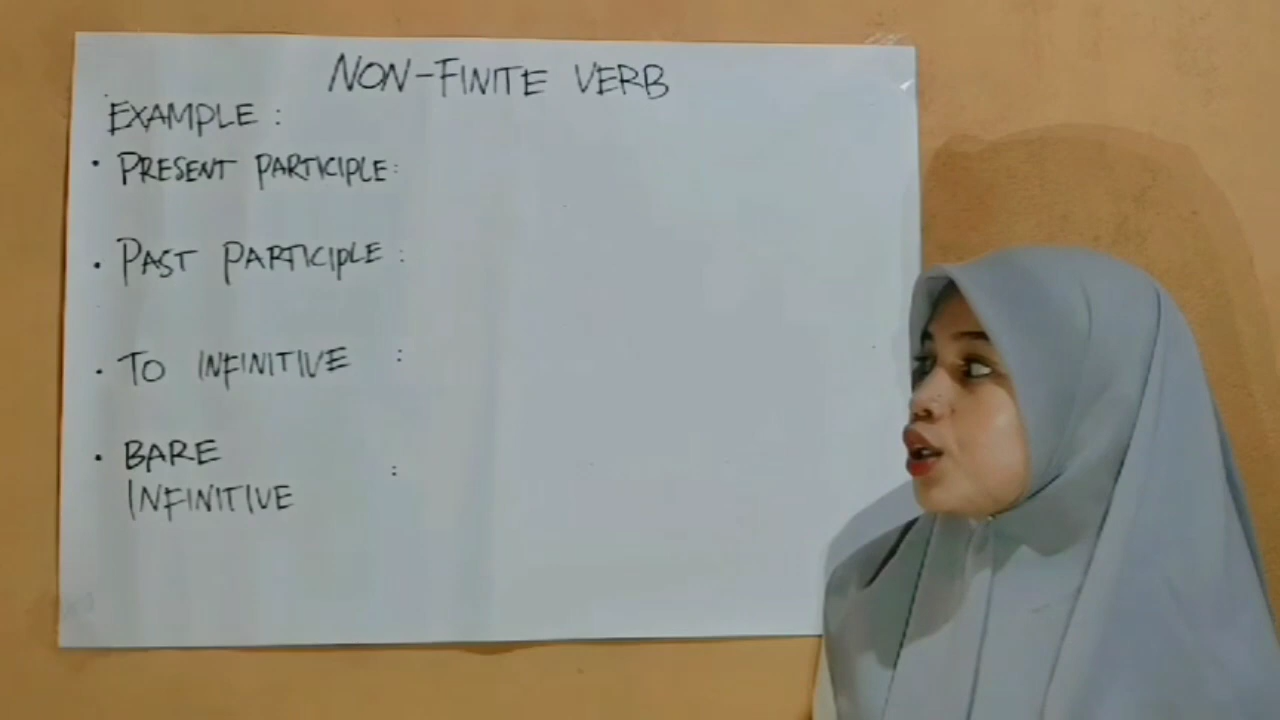 NON-FINITE VERB
EXAMPLE :
• PRESENT PARTICIPLE:
• PAST PARTICIPLE :
• TO INFINITIVE :
• BARE
INFINITIVE :